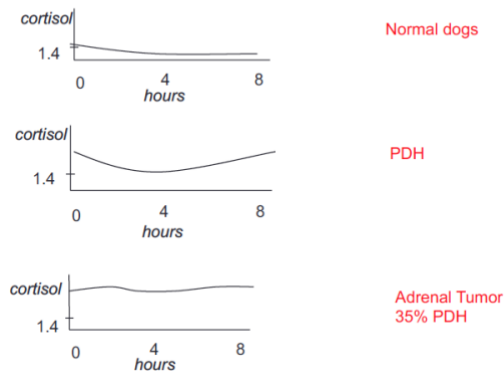 cortisol
1.4
0 4 8
hours
Normal dogs
cortisol
1.4
0 4 8
hours
PDH
cortisol
1.4
0 4 8
hours
Adrenal Tumor
35% PDH